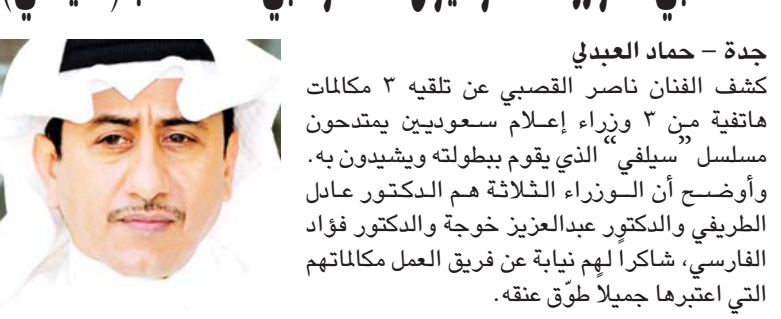 جدة – حماد العبدلي
كشف الفنان ناصر القصبي عن تلقيه ٣ مكالمات
هاتفية من ٣ وزراء إعلام سعوديين يمتدحون
مسلسل ”سيلفي“ الذي يقوم ببطولته ويشيدون به.
وأوضح أن الوزراء الثلاثة هم الدكتور عادل
الطريفي والدكتور عبدالعزيز خوجة والدكتور فؤاد
الفارسي، شاكراً لهم نيابة عن فريق العمل مكالماتهم
التي اعتبرها جميلاً طوّق عنقه.